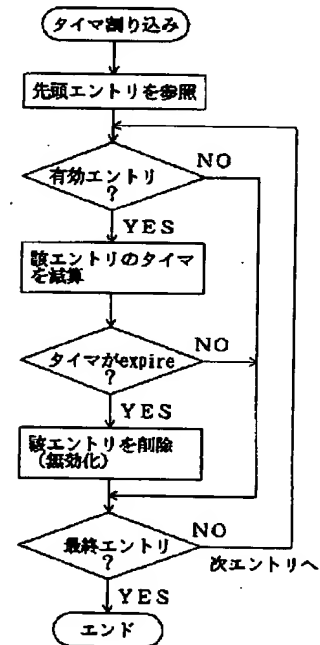 タイマ割り込み
先頭エントリを参照
有効エントリ
?
NO
YES
該エントリのタイマ
を減算
タイマがexpire
?
NO
YES
該エントリを削除
(無効化)
最終エントリ
?
NO
次エントリへ
YES
エンド